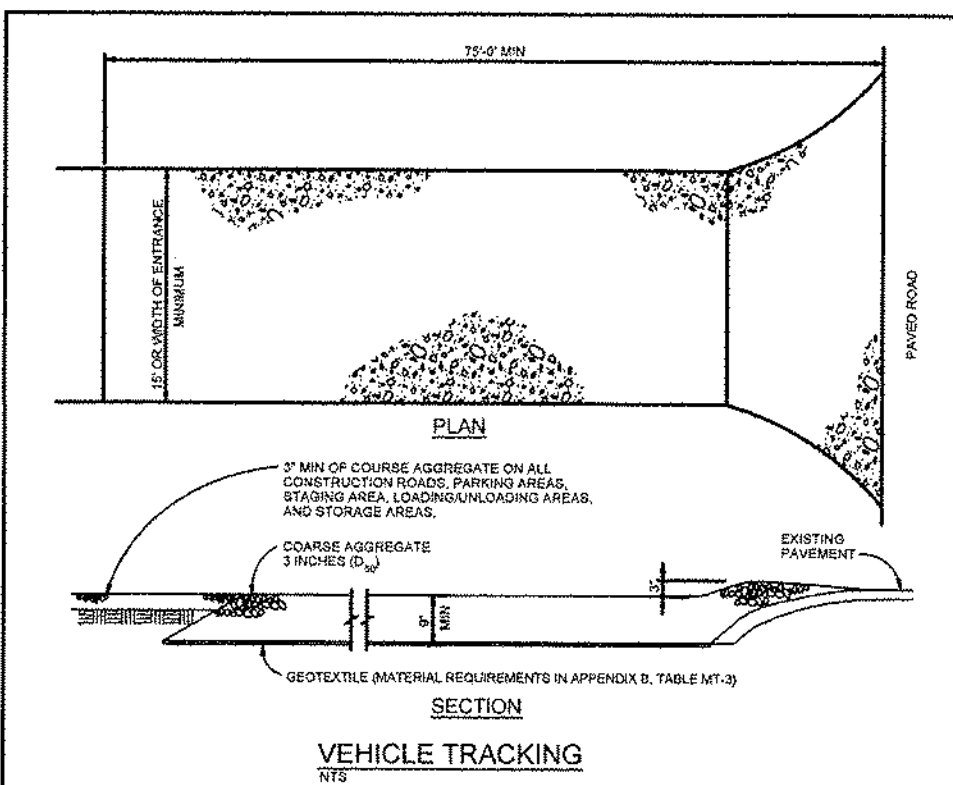 75'-0" MIN
15' OR WIDTH OF ENTRANCE
MINIMUM
PAVED ROAD
PLAN
3" MIN OF COURSE AGGREGATE ON ALL
CONSTRUCTION ROADS, PARKING AREAS,
STAGING AREA, LOADING/UNLOADING AREAS,
AND STORAGE AREAS.
COARSE AGGREGATE
3 INCHES (D50)
EXISTING
PAVEMENT
3"
9"
MIN
GEOTEXTILE (MATERIAL REQUIREMENTS IN APPENDIX B, TABLE MT-3)
SECTION
VEHICLE TRACKING
NTS